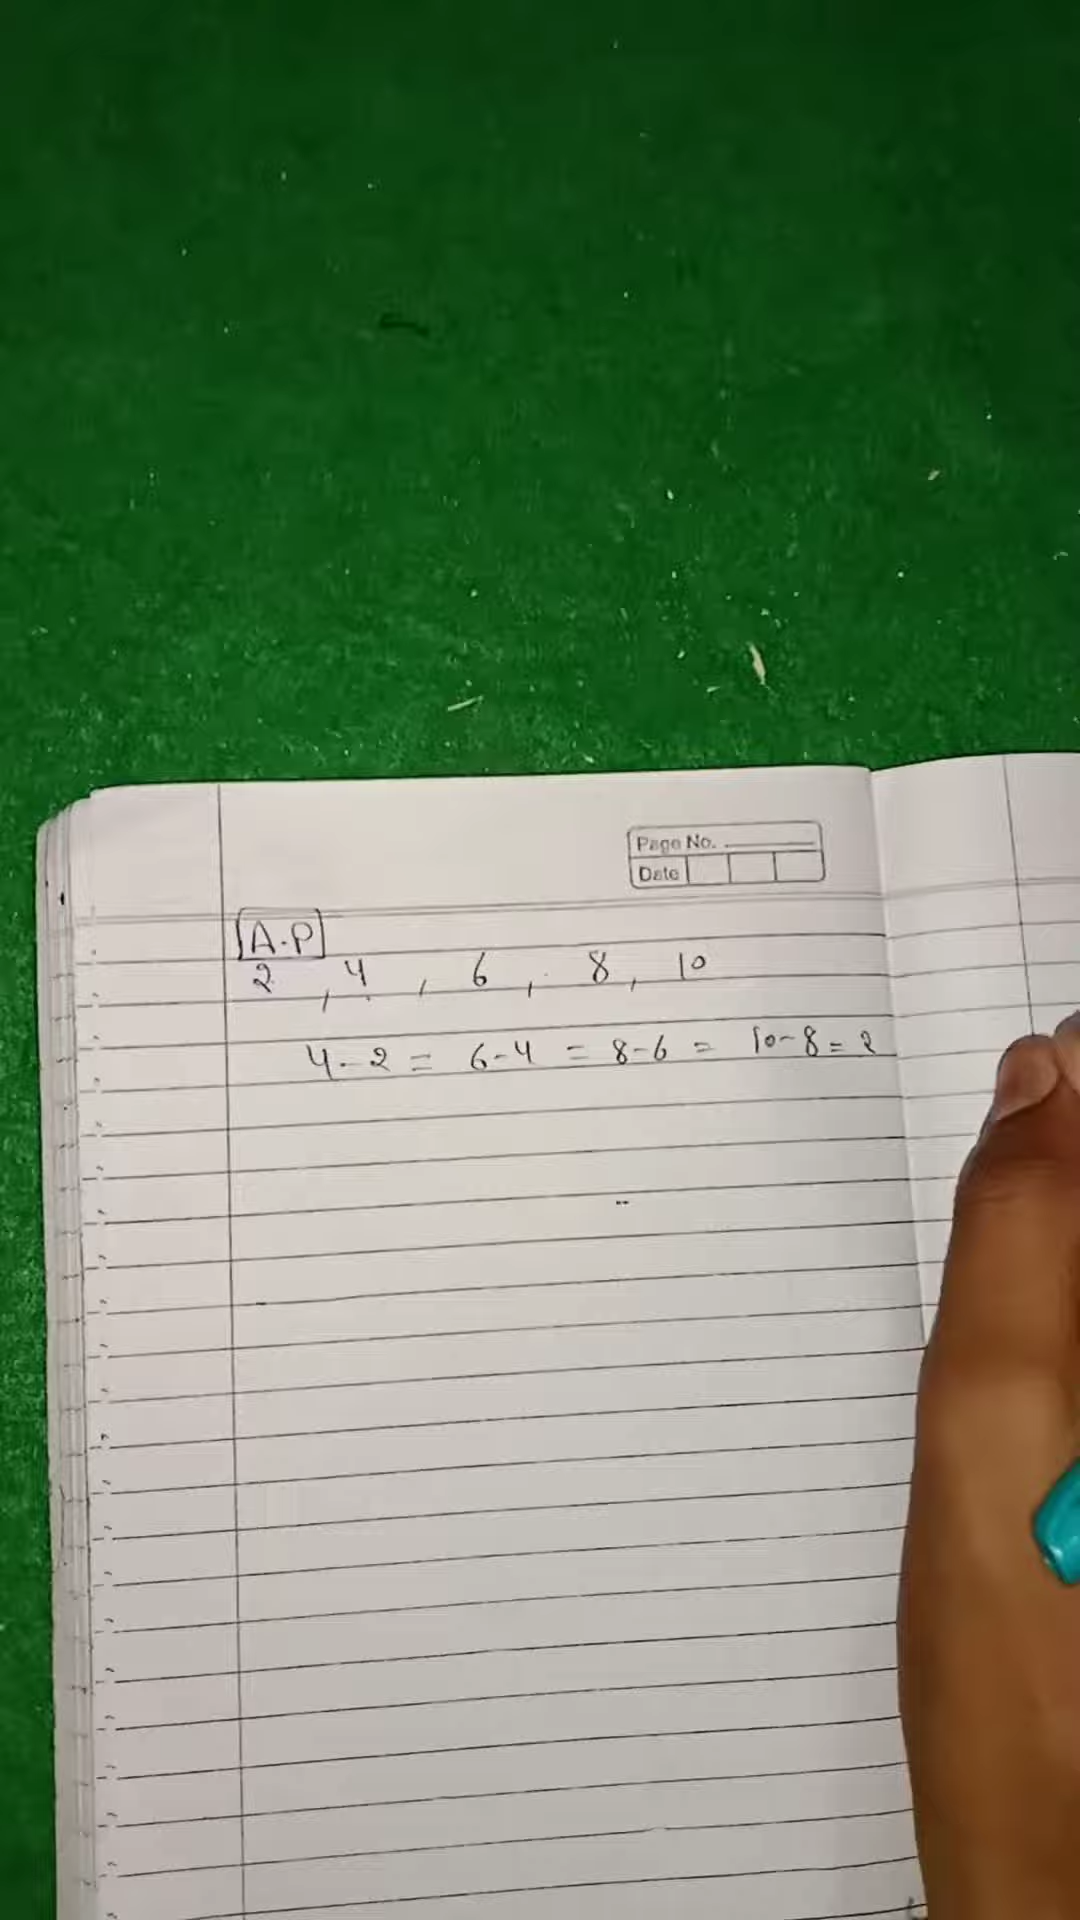 Page No.
Date
A.P
2 , 4 , 6 , 8 , 10
4-2 = 6-4 = 8-6 = 10-8 = 2